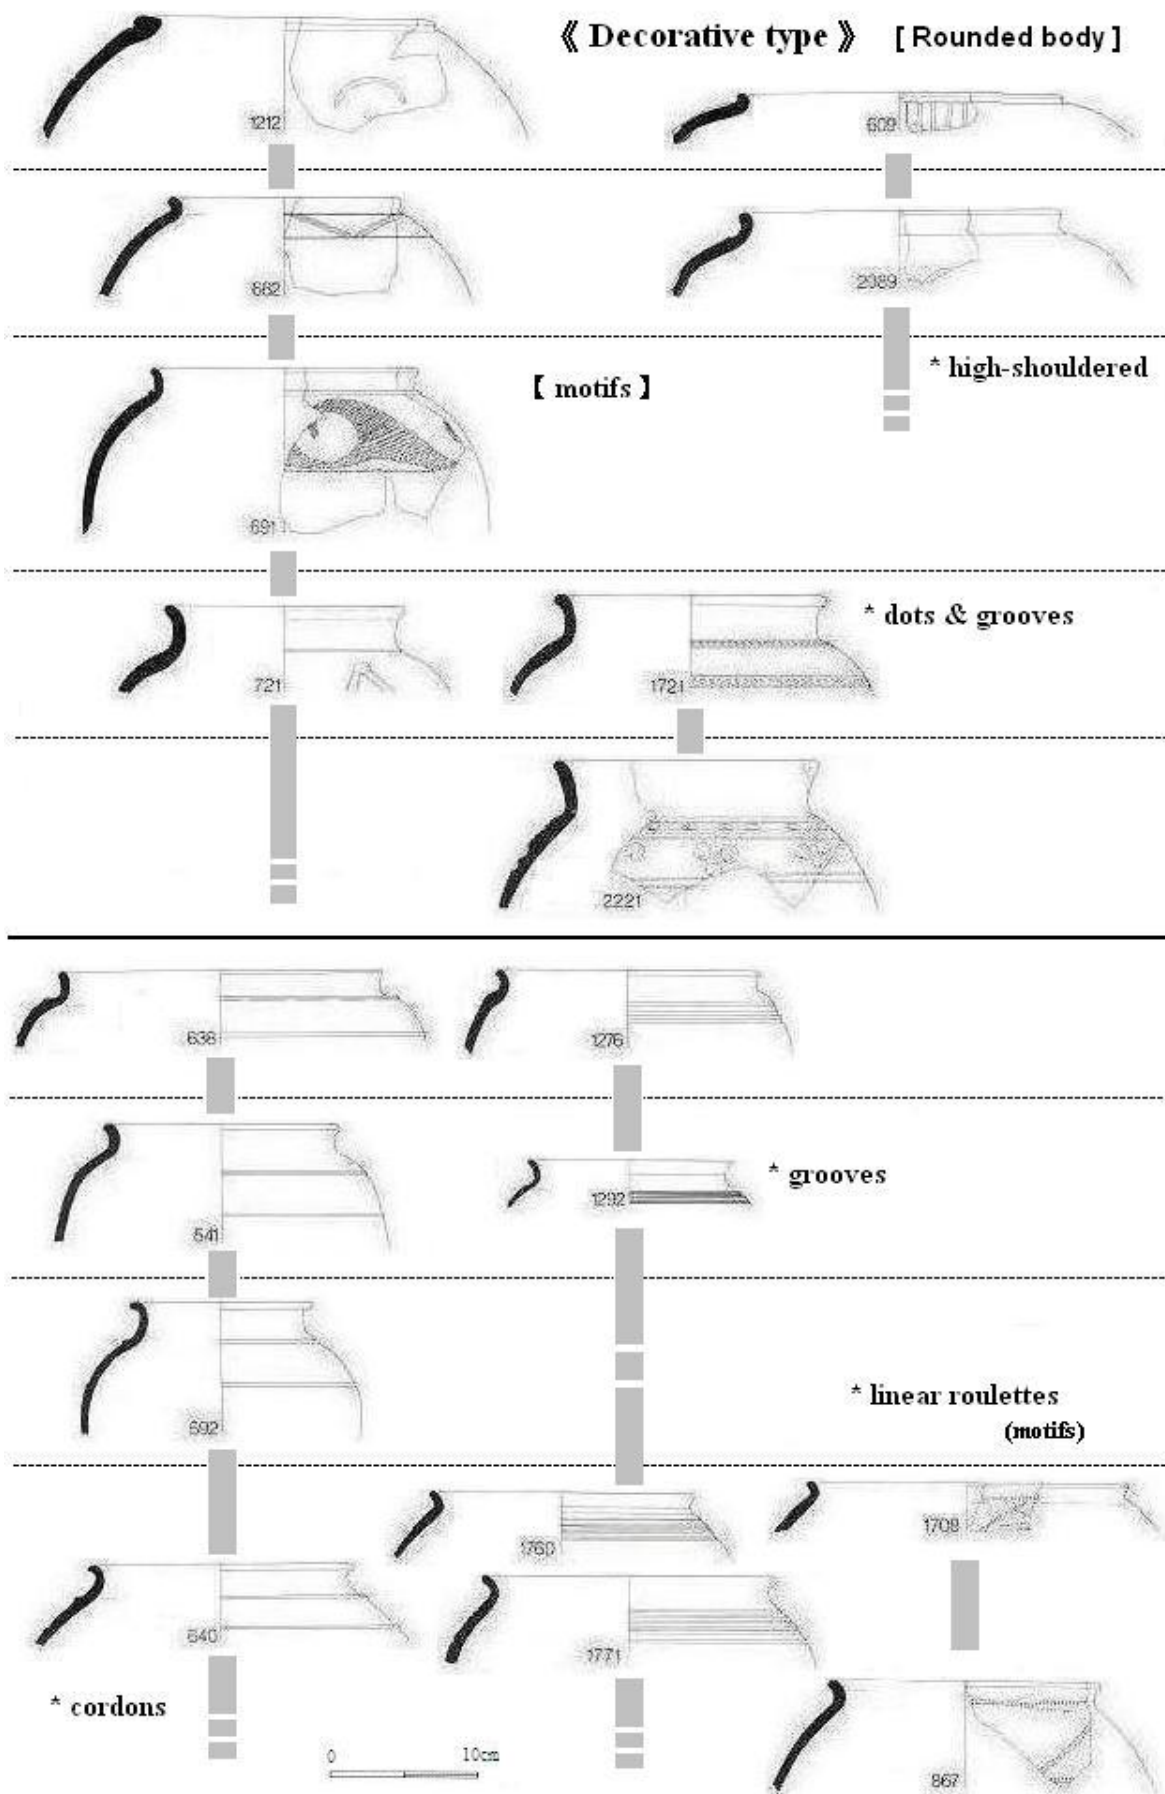 《 Decorative type 》 [ Rounded body ]
1212
609
662
2089
* high-shouldered
【 motifs 】
691
* dots & grooves
721
1721
2221
638
1276
* grooves
1292
541
692
* linear roulettes
(motifs)
1760
1708
640
1771
* cordons
0 10cm
867